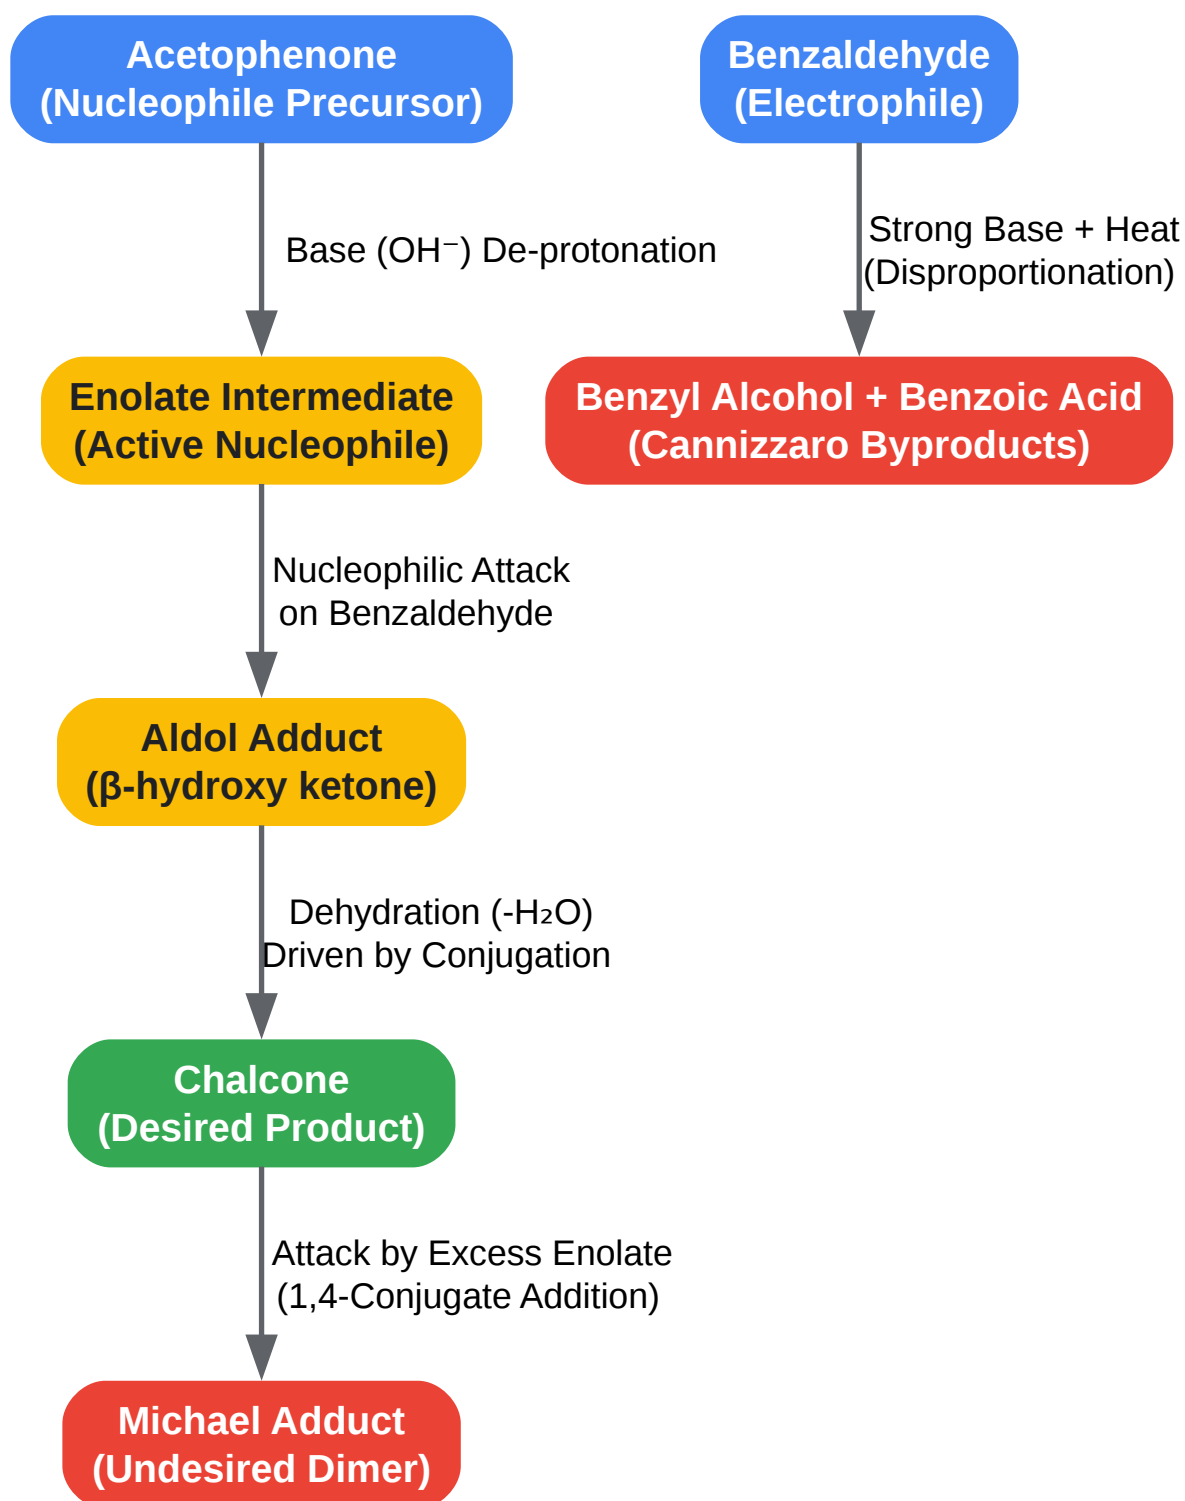 Acetophenone
(Nucleophile Precursor)
Benzaldehyde
(Electrophile)
Base (OH⁻) De-protonation
Strong Base + Heat
(Disproportionation)
Enolate Intermediate
(Active Nucleophile)
Benzyl Alcohol + Benzoic Acid
(Cannizzaro Byproducts)
Nucleophilic Attack
on Benzaldehyde
Aldol Adduct
(β-hydroxy ketone)
Dehydration (-H₂O)
Driven by Conjugation
Chalcone
(Desired Product)
Attack by Excess Enolate
(1,4-Conjugate Addition)
Michael Adduct
(Undesired Dimer)